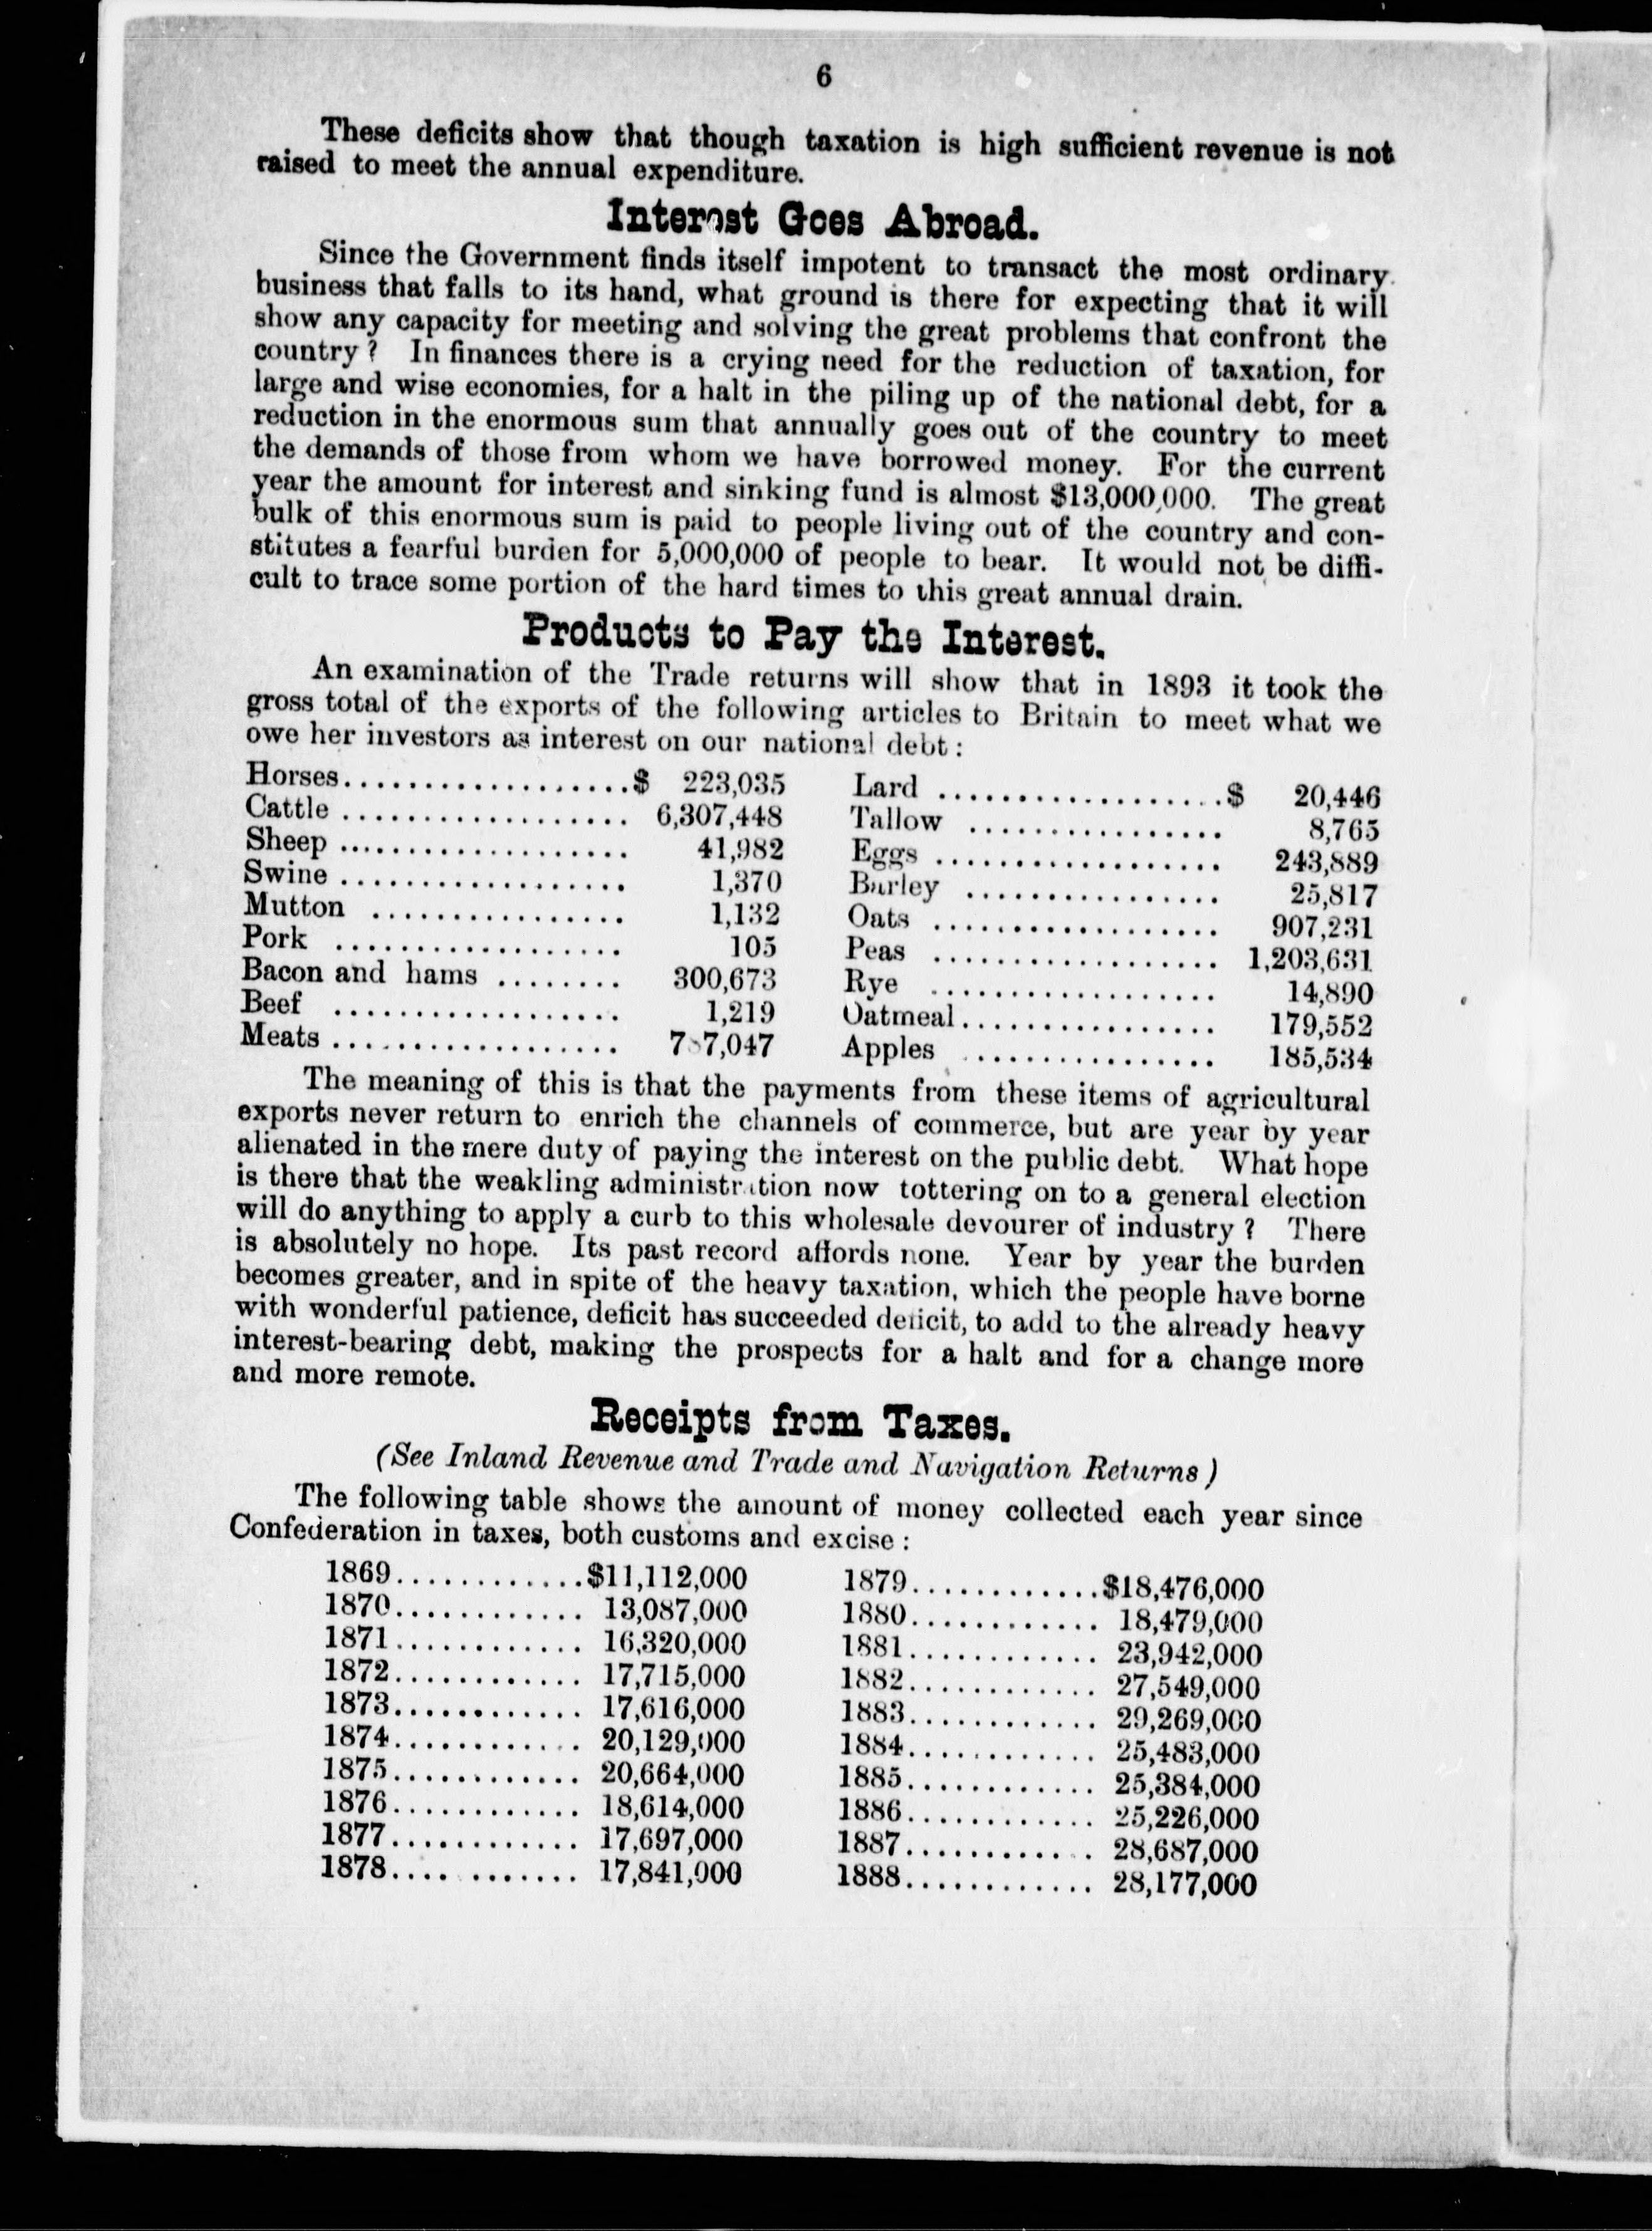 6
These deficits show that though taxation is high sufficient revenue is not
raised to meet the annual expenditure.
Interest Goes Abroad.
Since the Government finds itself impotent to transact the most ordinary
business that falls to its hand, what ground is there for expecting that it will
show any capacity for meeting and solving the great problems that confront the
country? In finances there is a crying need for the reduction of taxation, for
large and wise economies, for a halt in the piling up of the national debt, for a
reduction in the enormous sum that annually goes out of the country to meet
the demands of those from whom we have borrowed money. For the current
year the amount for interest and sinking fund is almost $13,000,000. The great
bulk of this enormous sum is paid to people living out of the country and con-
stitutes a fearful burden for 5,000,000 of people to bear. It would not be diffi-
cult to trace some portion of the hard times to this great annual drain.
Products to Pay the Interest.
An examination of the Trade returns will show that in 1893 it took the
gross total of the exports of the following articles to Britain to meet what we
owe her investors as interest on our national debt:
Horses...................$ 223,035 Lard ...................$ 20,446
Cattle ................... 6,307,448 Tallow ................. 8,765
Sheep ................... 41,982 Eggs ................... 243,889
Swine ................... 1,370 Barley ................. 25,817
Mutton ................. 1,132 Oats ................... 907,231
Pork ................... 105 Peas ................... 1,203,631
Bacon and hams ........ 300,673 Rye ................... 14,890
Beef ................... 1,219 Oatmeal................. 179,552
Meats ................... Apples ................ 185,534
The meaning of this is that the payments from these items of agricultural
exports never return to enrich the channels of commerce, but are year by year
alienated in the mere duty of paying the interest on the public debt. What hope
is there that the weakling administration now tottering on to a general election
will do anything to apply a curb to this wholesale devourer of industry? There
is absolutely no hope. Its past record affords none. Year by year the burden
becomes greater, and in spite of the heavy taxation, which the people have borne
with wonderful patience, deficit has succeeded deficit, to add to the already heavy
interest-bearing debt, making the prospects for a halt and for a change more
and more remote.
Receipts from Taxes.
(See Inland Revenue and Trade and Navigation Returns)
The following table shows the amount of money collected each year since
Confederation in taxes, both customs and excise:
1869............$11,112,000 1879............$18,476,000
1870............ 13,087,000 1880............ 18,479,000
1871............ 16,320,000 1881............ 23,942,000
1872............ 17,715,000 1882............ 27,549,000
1873............ 17,616,000 1883............ 29,269,000
1874............ 20,129,000 1884............ 25,483,000
1875............ 20,664,000 1885............ 25,384,000
1876............ 18,614,000 1886............ 25,226,000
1877............ 17,697,000 1887............ 28,687,000
1878............ 17,841,000 1888............ 28,177,000